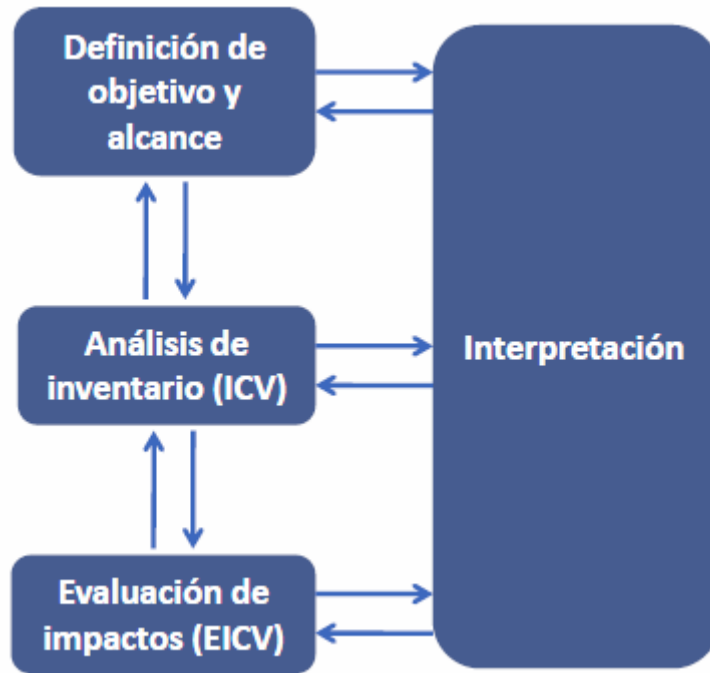 Definición de
objetivo y
alcance
Análisis de
inventario (ICV)
Interpretación
Evaluación de
impactos (EICV)